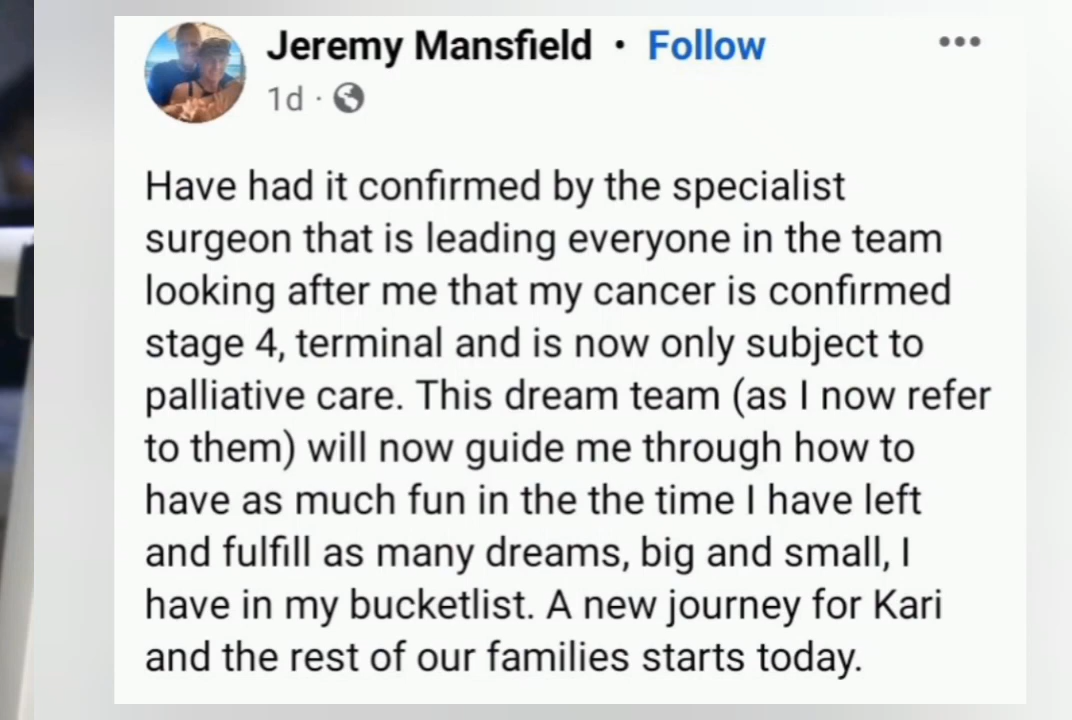 Jeremy Mansfield · Follow
1d ·
Have had it confirmed by the specialist
surgeon that is leading everyone in the team
looking after me that my cancer is confirmed
stage 4, terminal and is now only subject to
palliative care. This dream team (as I now refer
to them) will now guide me through how to
have as much fun in the the time I have left
and fulfill as many dreams, big and small, I
have in my bucketlist. A new journey for Kari
and the rest of our families starts today.